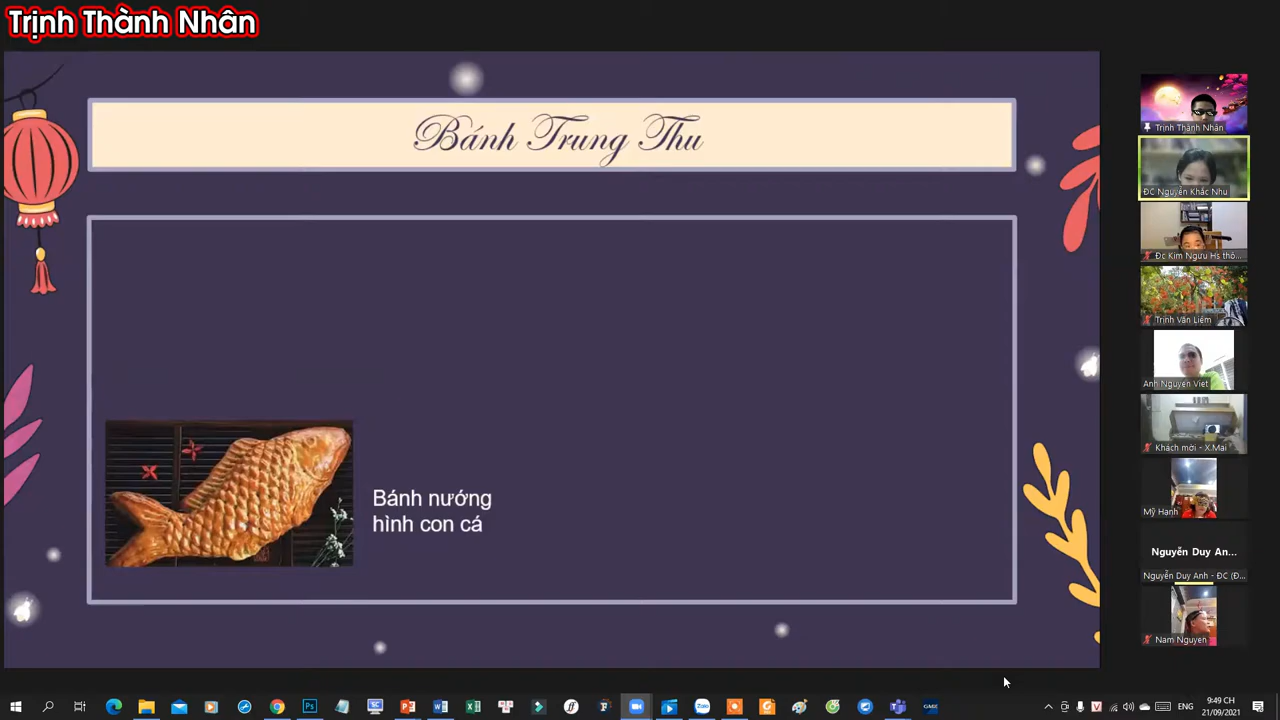 Trịnh Thành Nhân
Bánh Trung Thu
Bánh nướng
hình con cá
Trịnh Thành Nhân
ĐC Nguyễn Khắc Nhu
Đc Kim Ngưu Hs thô...
Trịnh Văn Liêm
Anh Nguyen Viet
Khách mời - X.Mai
Mỹ Hạnh
Nguyễn Duy An...
Nguyễn Duy Anh - ĐC (Đ...
Nam Nguyen
ENG
9:49 CH
21/09/2021